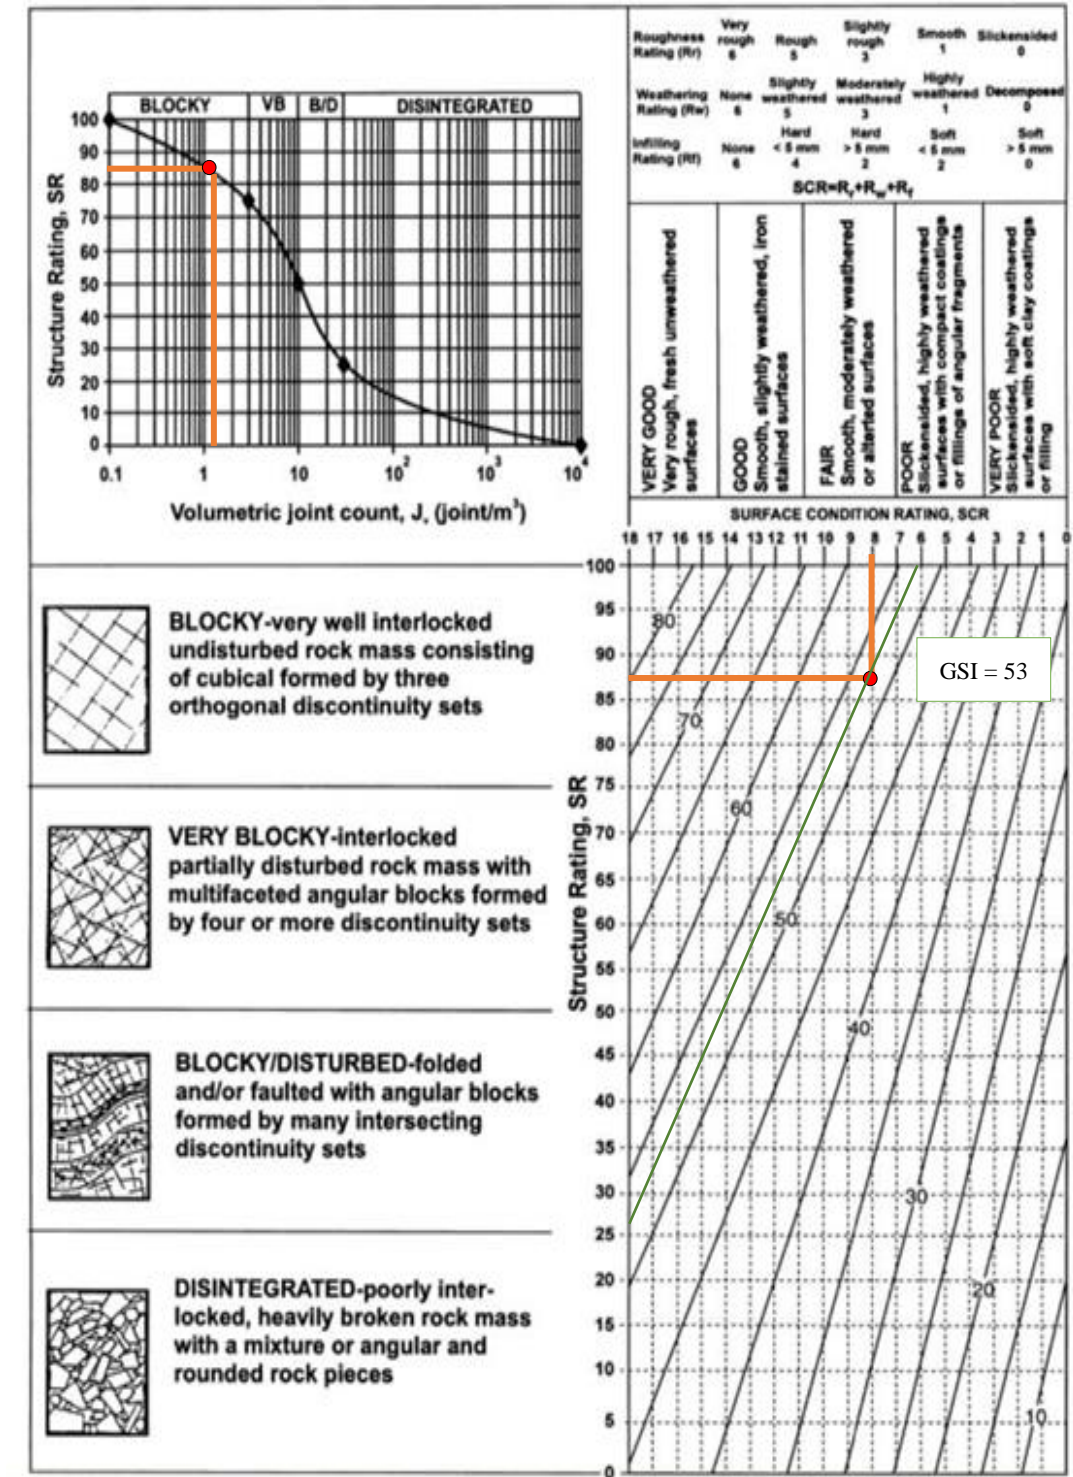 BLOCKY VB B/D DISINTEGRATED
100
90
80
70
60
50
40
30
20
10
0
Structure Rating, SR
0.1 1 10 10² 10³ 10⁴
Volumetric joint count, Jᵥ (joint/m³)
Roughness Rating (Rr)
Very rough 6
Rough 5
Slightly rough 3
Smooth 1
Slickensided 0
Weathering Rating (Rw)
None 6
Slightly weathered 5
Moderately weathered 3
Highly weathered 1
Decomposed 0
Infilling Rating (Rf)
None 6
Hard < 5 mm 4
Hard > 5 mm 2
Soft < 5 mm 2
Soft > 5 mm 0
SCR=Rr+Rw+Rf
VERY GOOD
Very rough, fresh unweathered
surfaces
GOOD
Smooth, slightly weathered, iron
stained surfaces
FAIR
Smooth, moderately weathered
or alterted surfaces
POOR
Slickensided, highly weathered
surfaces with compact coatings
or fillings of angular fragments
VERY POOR
Slickensided, highly weathered
surfaces with soft clay coatings
or filling
SURFACE CONDITION RATING, SCR
18 17 16 15 14 13 12 11 10 9 8 7 6 5 4 3 2 1 0
100
95
90
85
80
75
70
65
60
55
50
45
40
35
30
25
20
15
10
5
0
Structure Rating, SR
80
70
60
50
40
30
20
10
GSI = 53
BLOCKY-very well interlocked
undisturbed rock mass consisting
of cubical formed by three
orthogonal discontinuity sets
VERY BLOCKY-interlocked
partially disturbed rock mass with
multifaceted angular blocks formed
by four or more discontinuity sets
BLOCKY/DISTURBED-folded
and/or faulted with angular blocks
formed by many intersecting
discontinuity sets
DISINTEGRATED-poorly inter-
locked, heavily broken rock mass
with a mixture or angular and
rounded rock pieces